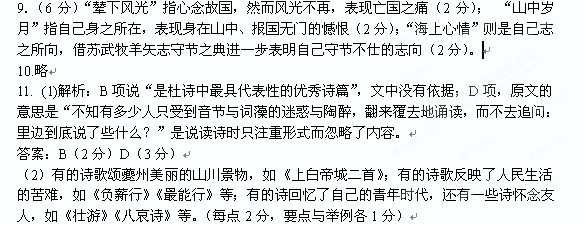 9.（6 分）“辇下风光”指心念故国，然而风光不再，表现亡国之痛（2 分）； “山中岁
月”指自己身之所在，表现身在山中、报国无门的憾恨（2 分）；“海上心情”则是自己志
之所向，借苏武牧羊矢志守节之典进一步表明自己守节不仕的志向（2 分）。
10.略
11. (1)解析：B 项说“是杜诗中最具代表性的优秀诗篇”，文中没有依据；D 项，原文的
意思是“不知有多少人只受到音节与词藻的迷惑与陶醉，翻来覆去地诵读，而不去追问：
里边到底说了些什么？”是说读诗时只注重形式而忽略了内容。
答案：B（2 分）D（3 分）
（2）有的诗歌颂夔州美丽的山川景物，如《上白帝城二首》；有的诗歌反映了人民生活
的苦难，如《负薪行》《最能行》等；有的诗回忆了自己的青年时代，还有一些诗怀念友
人，如《壮游》《八哀诗》等。（每点 2 分，要点与举例各 1 分）